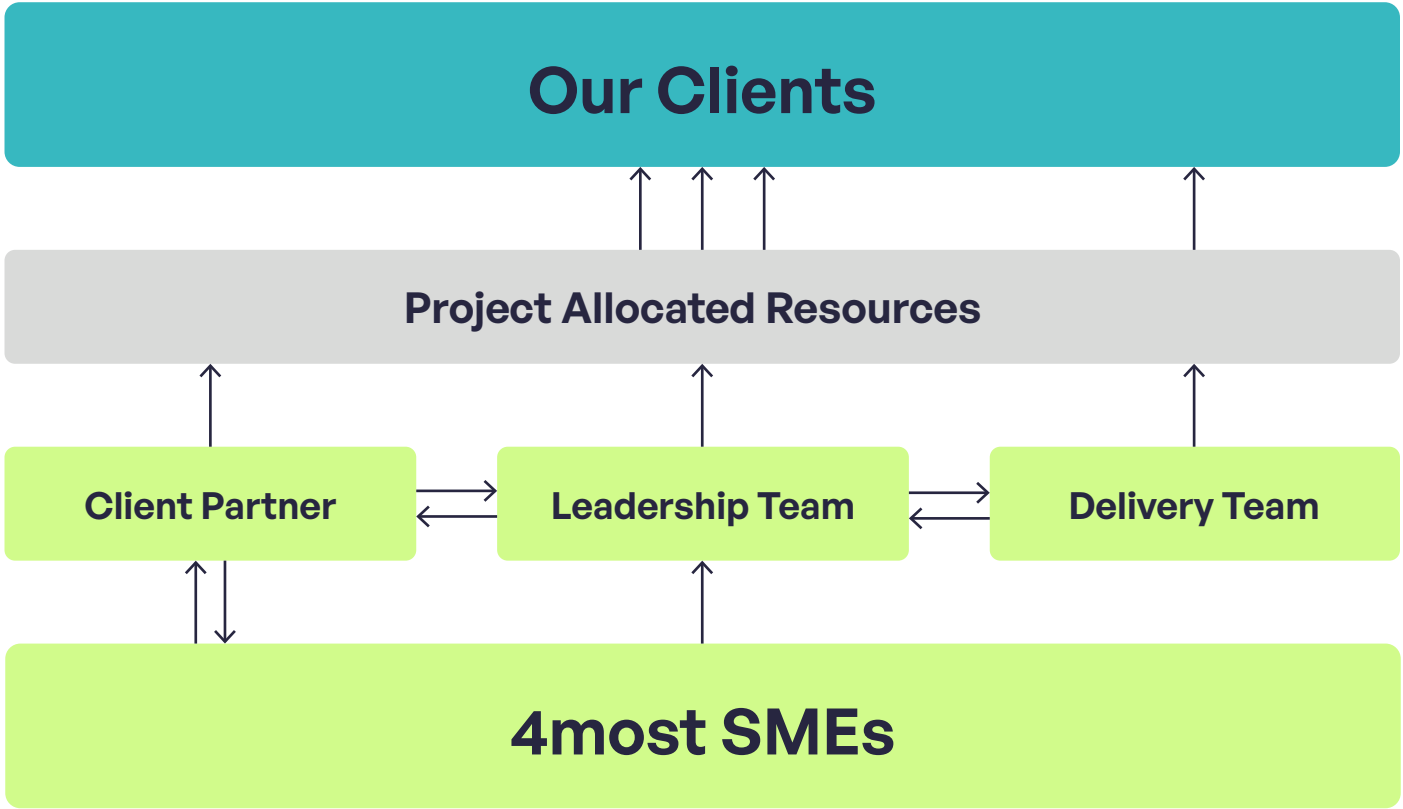 Our Clients
Project Allocated Resources
Client Partner
Leadership Team
Delivery Team
4most SMEs